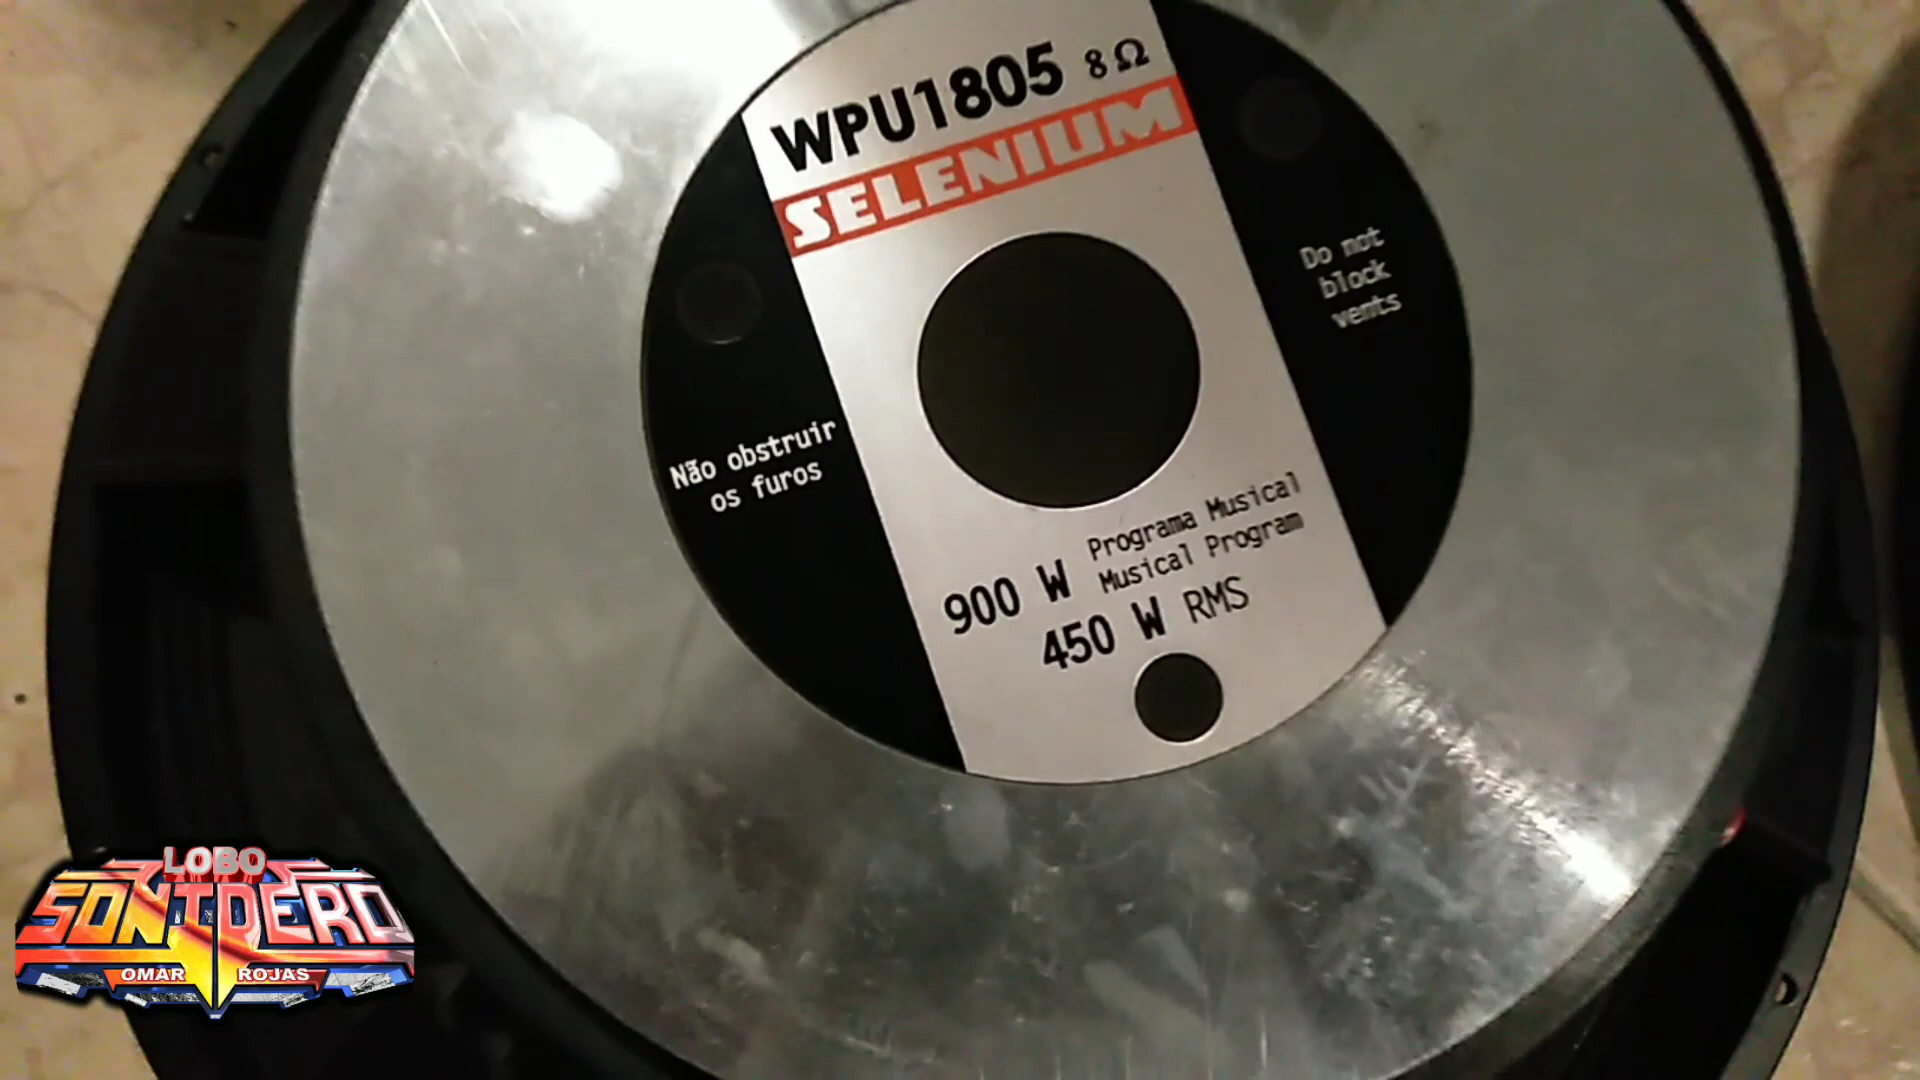 WPU1805 8 Ω
SELENIUM
Do not
block
vents
Não obstruir
os furos
900 W Programa Musical
Musical Program
450 W RMS
LOBO
SONIDERO
OMAR ROJAS